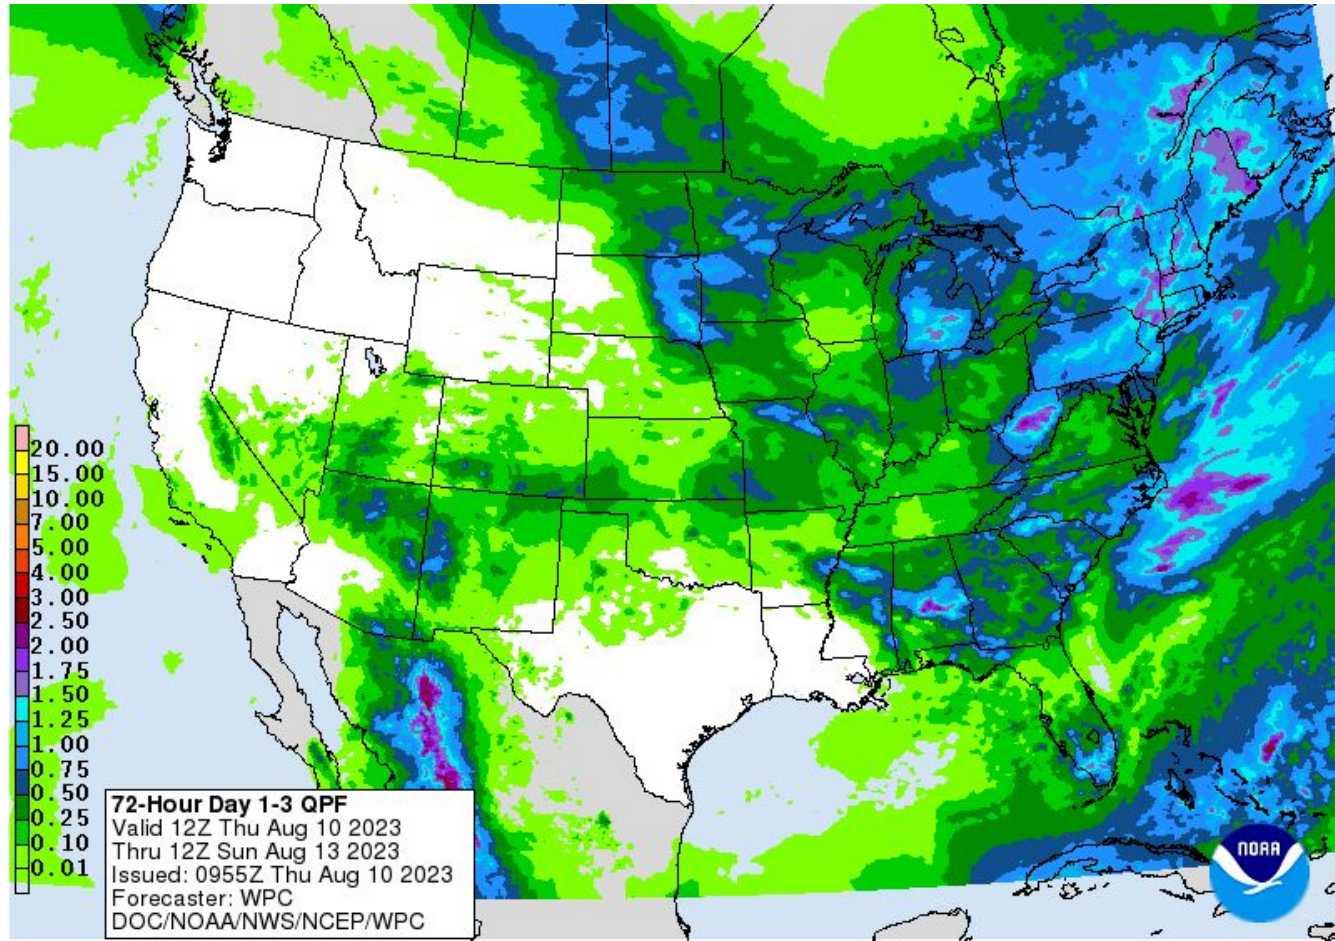 20.00
15.00
10.00
7.00
5.00
4.00
3.00
2.50
2.00
1.75
1.50
1.25
1.00
0.75
0.50
0.25
0.10
0.01
72-Hour Day 1-3 QPF
Valid 12Z Thu Aug 10 2023
Thru 12Z Sun Aug 13 2023
Issued: 0955Z Thu Aug 10 2023
Forecaster: WPC
DOC/NOAA/NWS/NCEP/WPC
NOAA